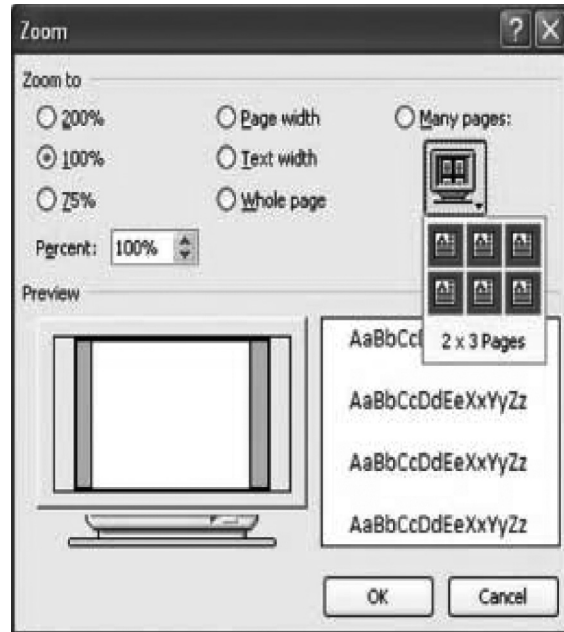 Zoom
Zoom to
200% Page width Many pages:
100% Text width
75% Whole page
Percent: 100%
Preview
2 x 3 Pages
AaBbCcDdEeXxYyZz
AaBbCcDdEeXxYyZz
AaBbCcDdEeXxYyZz
OK Cancel